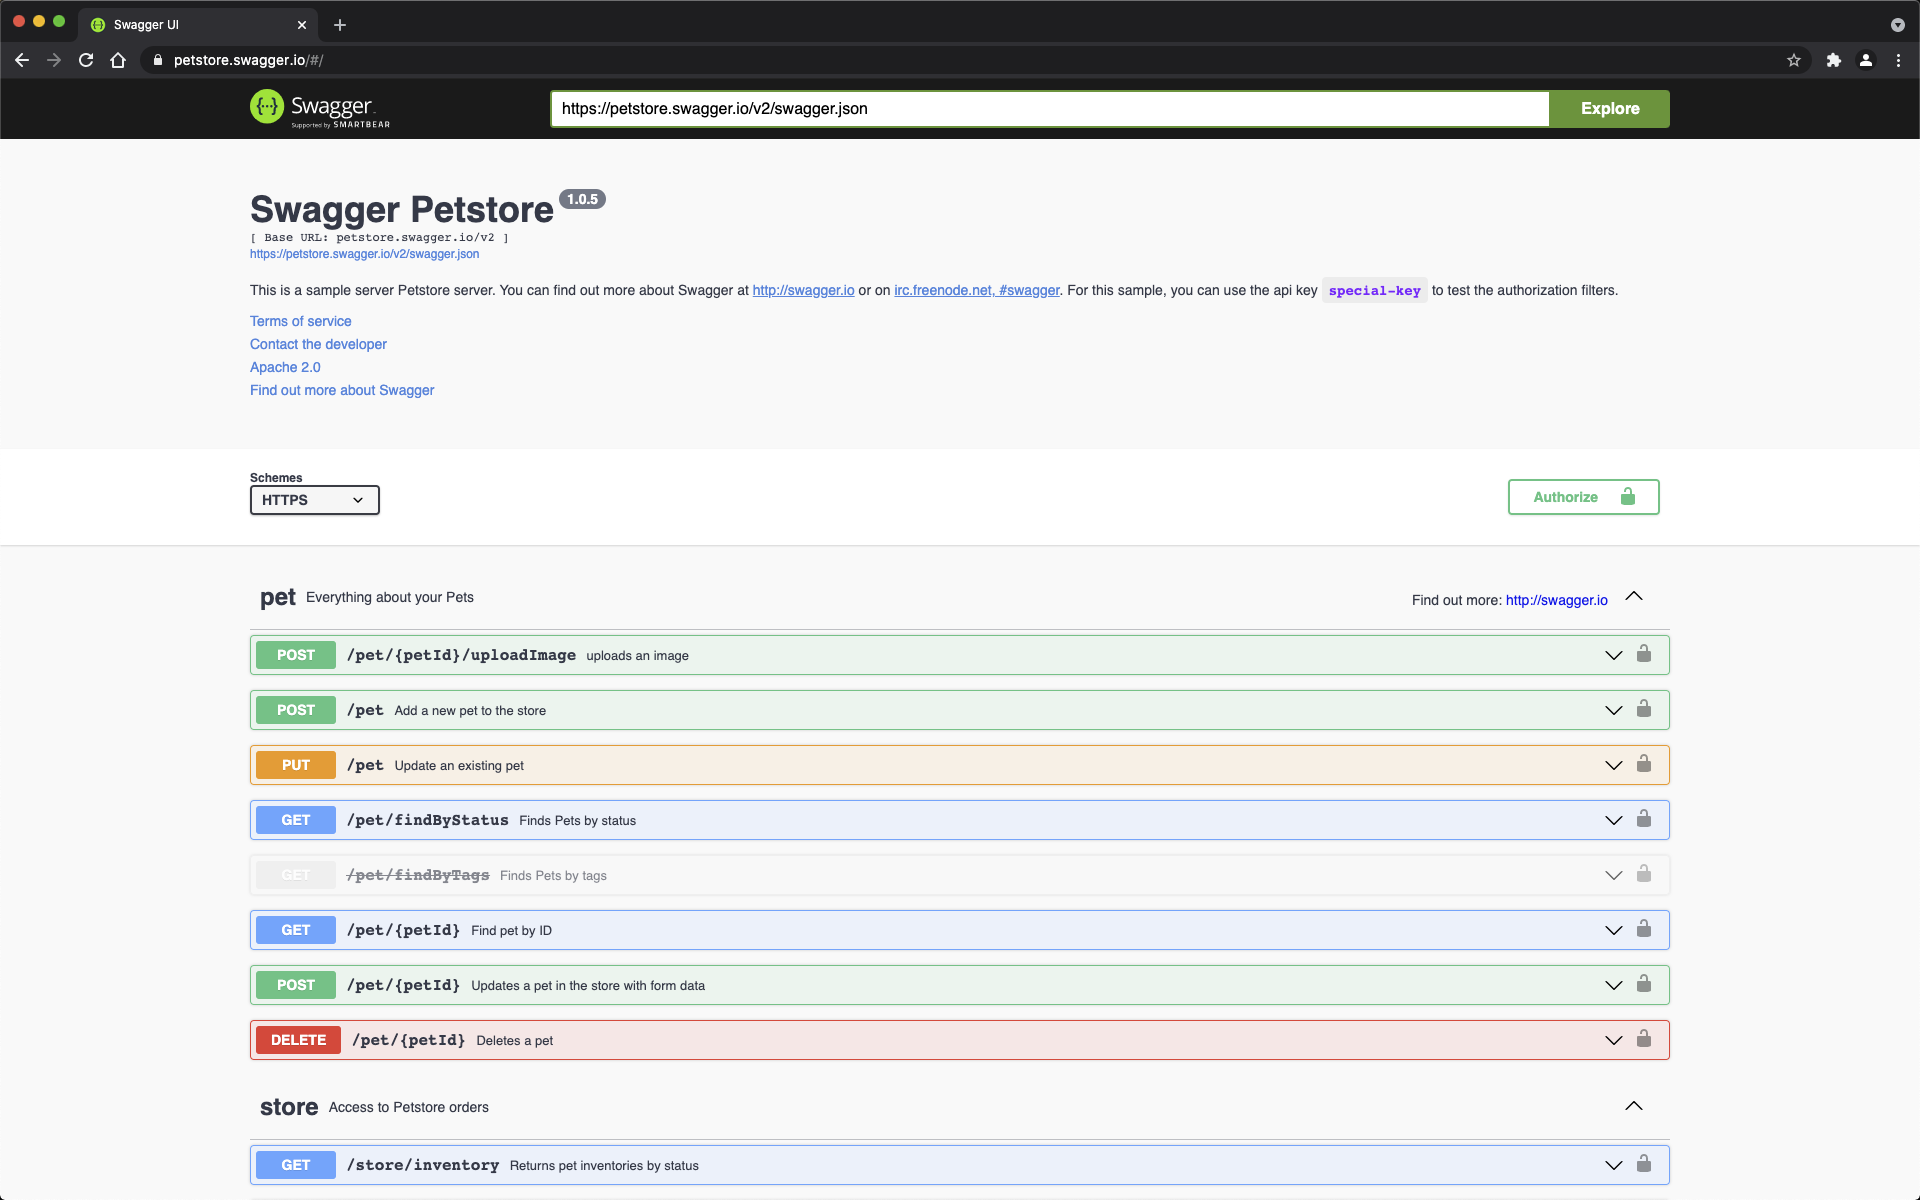 Swagger UI
petstore.swagger.io/#/
Swagger
Supported by SMARTBEAR
https://petstore.swagger.io/v2/swagger.json
Explore
Swagger Petstore 1.0.5
[ Base URL: petstore.swagger.io/v2 ]
https://petstore.swagger.io/v2/swagger.json
This is a sample server Petstore server. You can find out more about Swagger at http://swagger.io or on irc.freenode.net, #swagger. For this sample, you can use the api key special-key to test the authorization filters.
Terms of service
Contact the developer
Apache 2.0
Find out more about Swagger
Schemes
HTTPS
Authorize
pet Everything about your Pets
Find out more: http://swagger.io
POST /pet/{petId}/uploadImage uploads an image
POST /pet Add a new pet to the store
PUT /pet Update an existing pet
GET /pet/findByStatus Finds Pets by status
GET /pet/findByTags Finds Pets by tags
GET /pet/{petId} Find pet by ID
POST /pet/{petId} Updates a pet in the store with form data
DELETE /pet/{petId} Deletes a pet
store Access to Petstore orders
GET /store/inventory Returns pet inventories by status